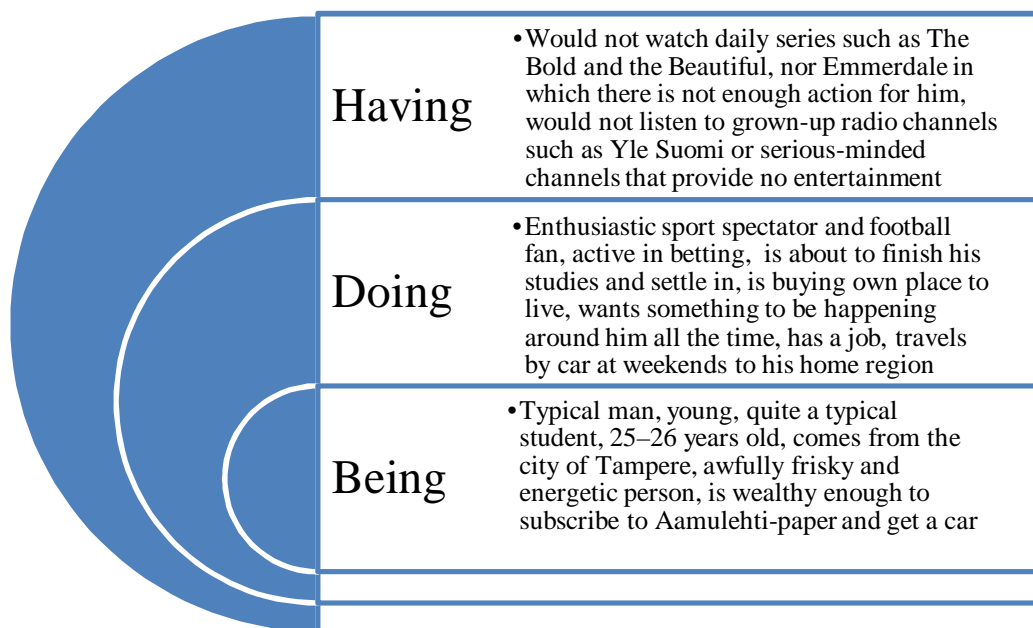 Having
•Would not watch daily series such as The
Bold and the Beautiful, nor Emmerdale in
which there is not enough action for him,
would not listen to grown-up radio channels
such as Yle Suomi or serious-minded
channels that provide no entertainment
Doing
•Enthusiastic sport spectator and football
fan, active in betting, is about to finish his
studies and settle in, is buying own place to
live, wants something to be happening
around him all the time, has a job, travels
by car at weekends to his home region
Being
•Typical man, young, quite a typical
student, 25–26 years old, comes from the
city of Tampere, awfully frisky and
energetic person, is wealthy enough to
subscribe to Aamulehti-paper and get a car